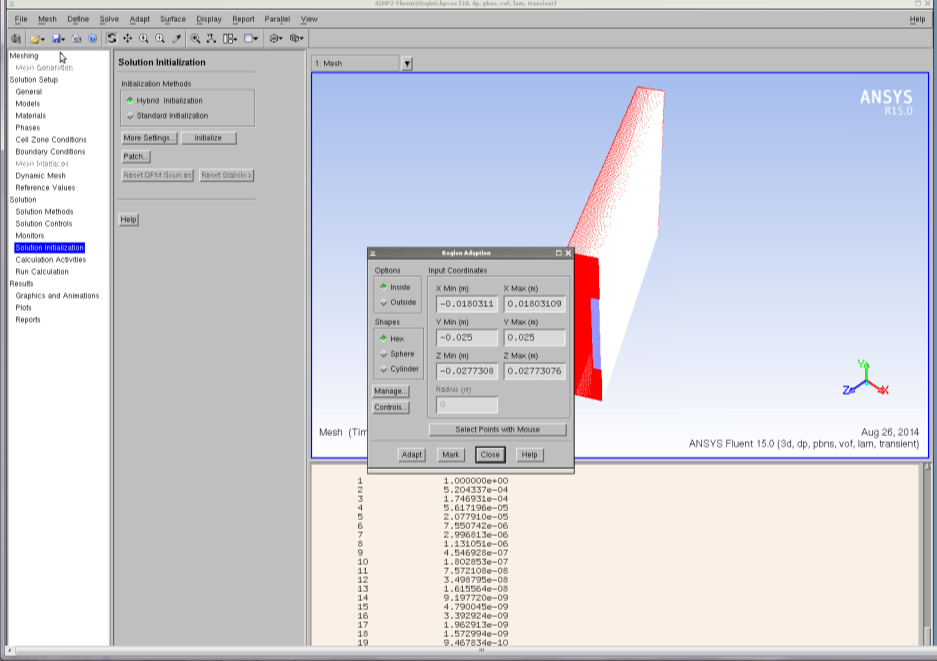 ANSYS Fluent@login6.hpcos [3d, dp, pbns, vof, lam, transient]
File Mesh Define Solve Adapt Surface Display Report Parallel View Help
Meshing
Mesh Generation
Solution Setup
General
Models
Materials
Phases
Cell Zone Conditions
Boundary Conditions
Mesh Interfaces
Dynamic Mesh
Reference Values
Solution
Solution Methods
Solution Controls
Monitors
Solution Initialization
Calculation Activities
Run Calculation
Results
Graphics and Animations
Plots
Reports
Solution Initialization
Initialization Methods
Hybrid Initialization
Standard Initialization
More Settings... Initialize
Patch...
Reset DPM Sources Reset Statistics
Help
1: Mesh
ANSYS
R15.0
Region Adaption
Options
Inside
Outside
Shapes
Hex
Sphere
Cylinder
Manage...
Controls...
Input Coordinates
X Min (m) X Max (m)
-0.0180311 0.01803109
Y Min (m) Y Max (m)
-0.025 0.025
Z Min (m) Z Max (m)
-0.0277308 0.02773076
Radius (m)
0
Select Points with Mouse
Adapt Mark Close Help
Y
Z X
Mesh (Tim
Aug 26, 2014
ANSYS Fluent 15.0 (3d, dp, pbns, vof, lam, transient)
1 1.000000e+00
2 5.204337e-04
3 1.746931e-04
4 5.617196e-05
5 2.077910e-05
6 7.550742e-06
7 2.996813e-06
8 1.131051e-06
9 4.546928e-07
10 1.802853e-07
11 7.572108e-08
12 3.498795e-08
13 1.615564e-08
14 9.197720e-09
15 4.790045e-09
16 3.392924e-09
17 1.962913e-09
18 1.572994e-09
19 9.467834e-10